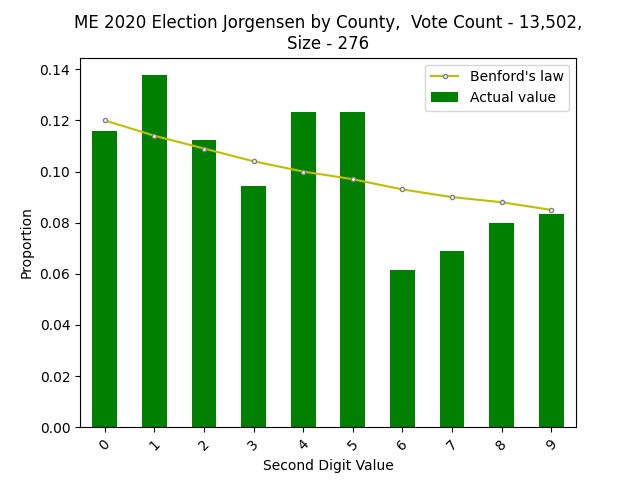 ME 2020 Election Jorgensen by County,  Vote Count - 13,502,
Size - 276
Benford's law
Actual value
0.14
0.12
0.10
0.08
0.06
0.04
0.02
0.00
Proportion
0 1 2 3 4 5 6 7 8 9
Second Digit Value